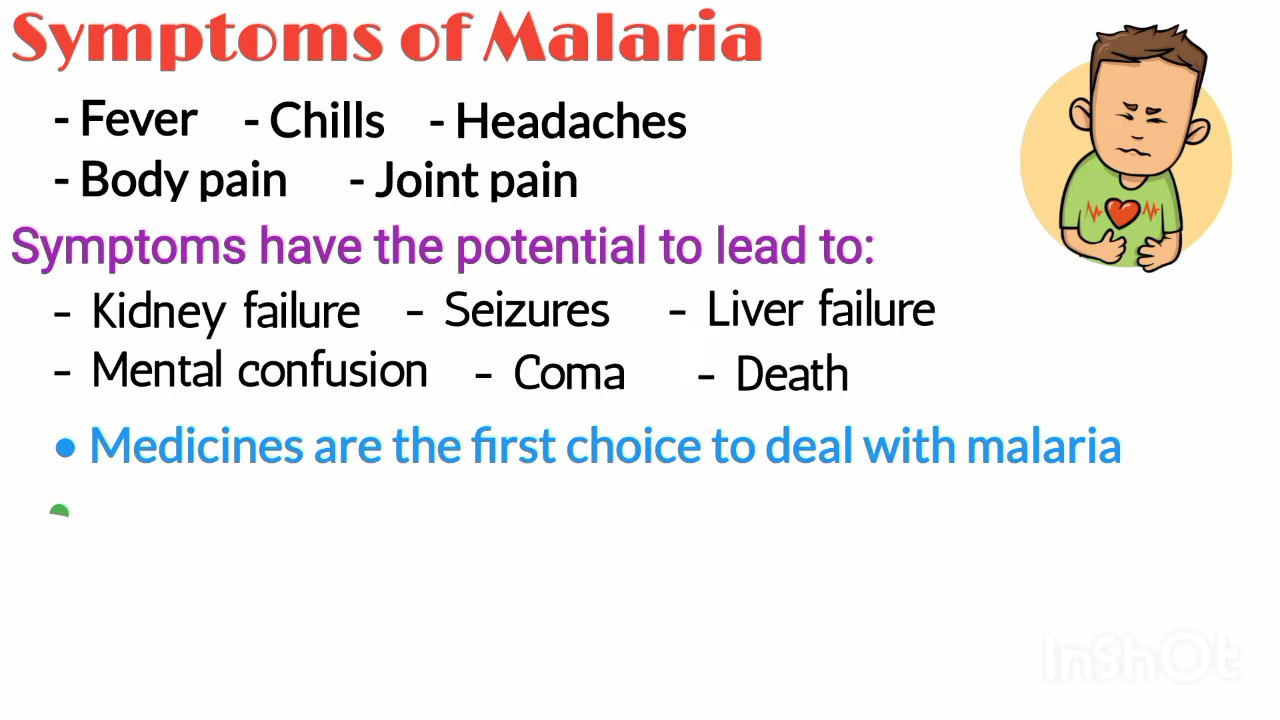 Symptoms of Malaria
- Fever - Chills - Headaches
- Body pain - Joint pain
Symptoms have the potential to lead to:
- Kidney failure - Seizures - Liver failure
- Mental confusion - Coma - Death
• Medicines are the first choice to deal with malaria
InShOt